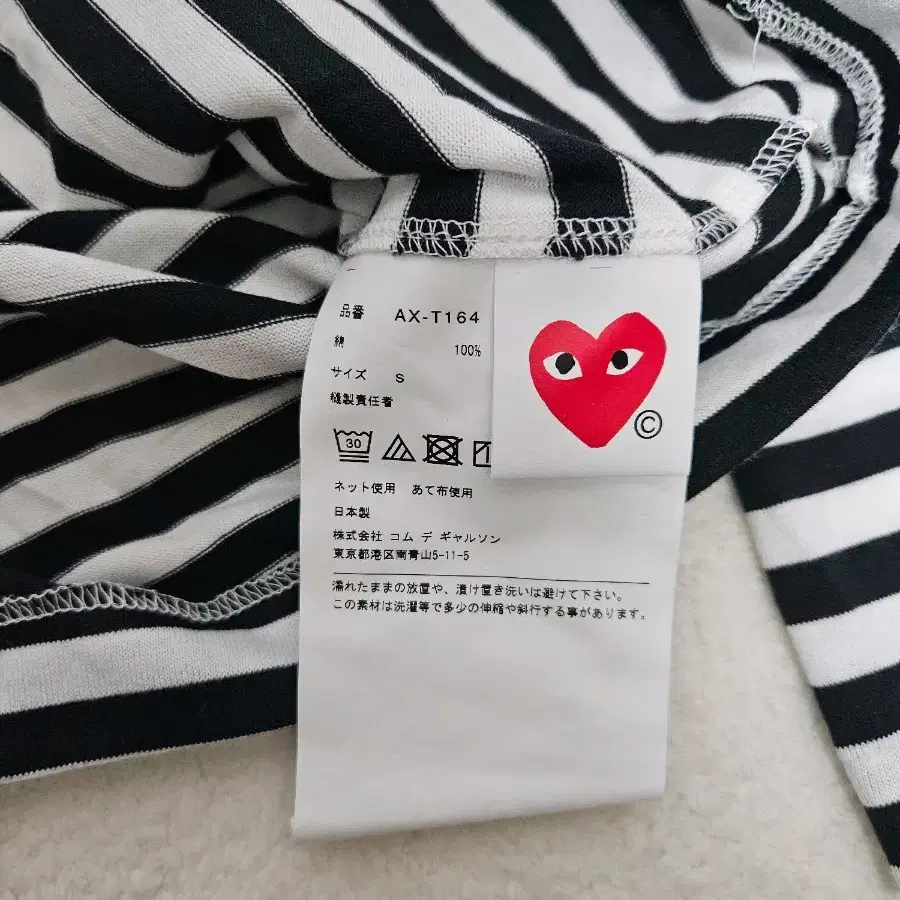 品番 AX-T164
綿 100%
サイズ S
縫製責任者
30
ネット使用 あて布使用
日本製
株式会社 コム デ ギャルソン
東京都港区南青山5-11-5
濡れたままの放置や、漬け置き洗いは避けて下さい。
この素材は洗濯等で多少の伸縮や斜行する事があります。
©